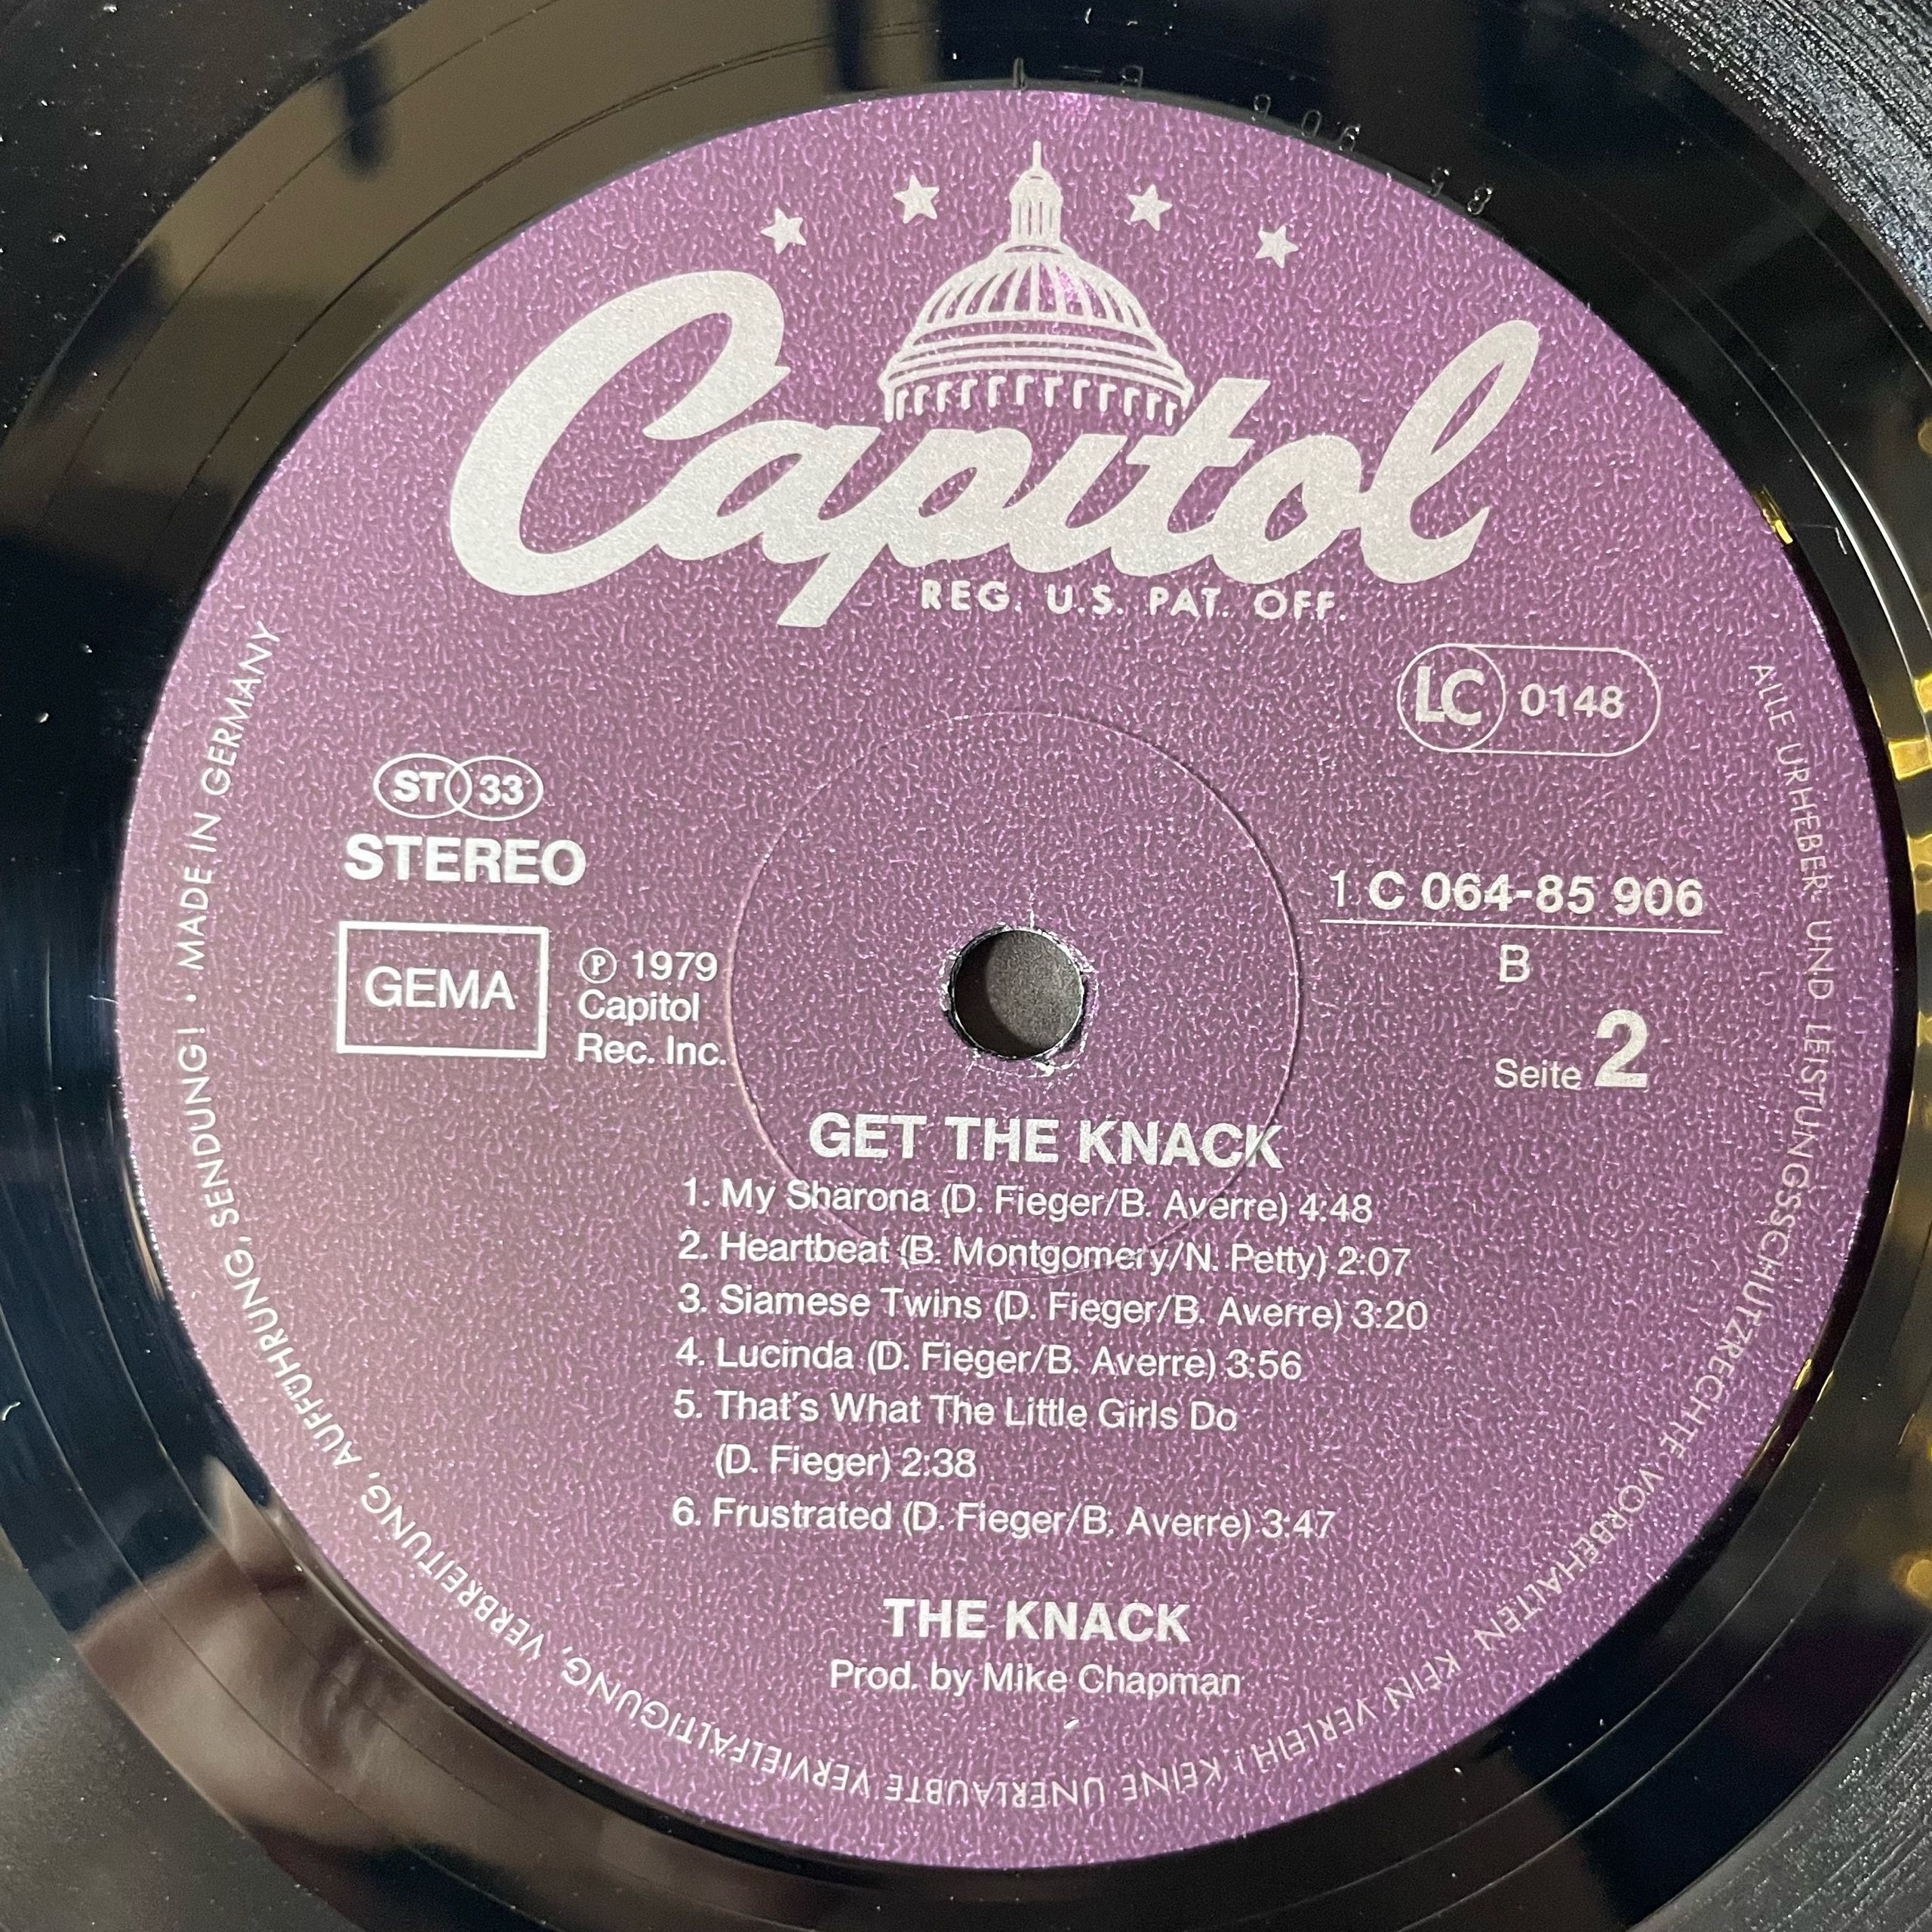 Capitol
REG. U.S. PAT. OFF.
LC 0148
ST 33
STEREO
GEMA
Ⓟ 1979
Capitol
Rec. Inc.
1 C 064-85 906
B
Seite 2
GET THE KNACK
1. My Sharona (D. Fieger/B. Averre) 4:48
2. Heartbeat (B. Montgomery/N. Petty) 2:07
3. Siamese Twins (D. Fieger/B. Averre) 3:20
4. Lucinda (D. Fieger/B. Averre) 3:56
5. That's What The Little Girls Do
(D. Fieger) 2:38
6. Frustrated (D. Fieger/B. Averre) 3:47
THE KNACK
Prod. by Mike Chapman
ALLE URHEBER UND LEISTUNGSSCHUTZRECHTE VORBEHALTEN KEIN VERLEIH! KEINE UNERLAUBTE VERVIELFÄLTIGUNG, VERBREITUNG, AUFFÜHRUNG, SENDUNG! • MADE IN GERMANY